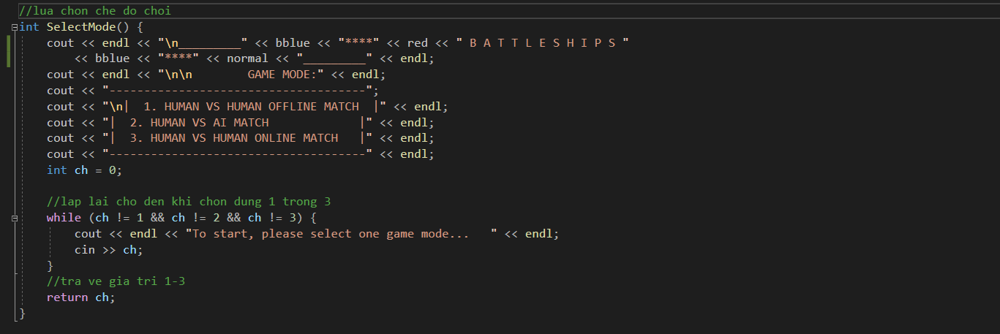 //lua chon che do choi
int SelectMode() {
    cout << endl << "\n_________" << bblue << "****" << red << " B A T T L E S H I P S "
        << bblue << "****" << normal << "_________" << endl;
    cout << endl << "\n\n        GAME MODE:" << endl;
    cout << "-------------------------------------";
    cout << "\n|  1. HUMAN VS HUMAN OFFLINE MATCH  |" << endl;
    cout << "|  2. HUMAN VS AI MATCH             |" << endl;
    cout << "|  3. HUMAN VS HUMAN ONLINE MATCH   |" << endl;
    cout << "-------------------------------------" << endl;
    int ch = 0;

    //lap lai cho den khi chon dung 1 trong 3
    while (ch != 1 && ch != 2 && ch != 3) {
        cout << endl << "To start, please select one game mode...   " << endl;
        cin >> ch;
    }
    //tra ve gia tri 1-3
    return ch;
}